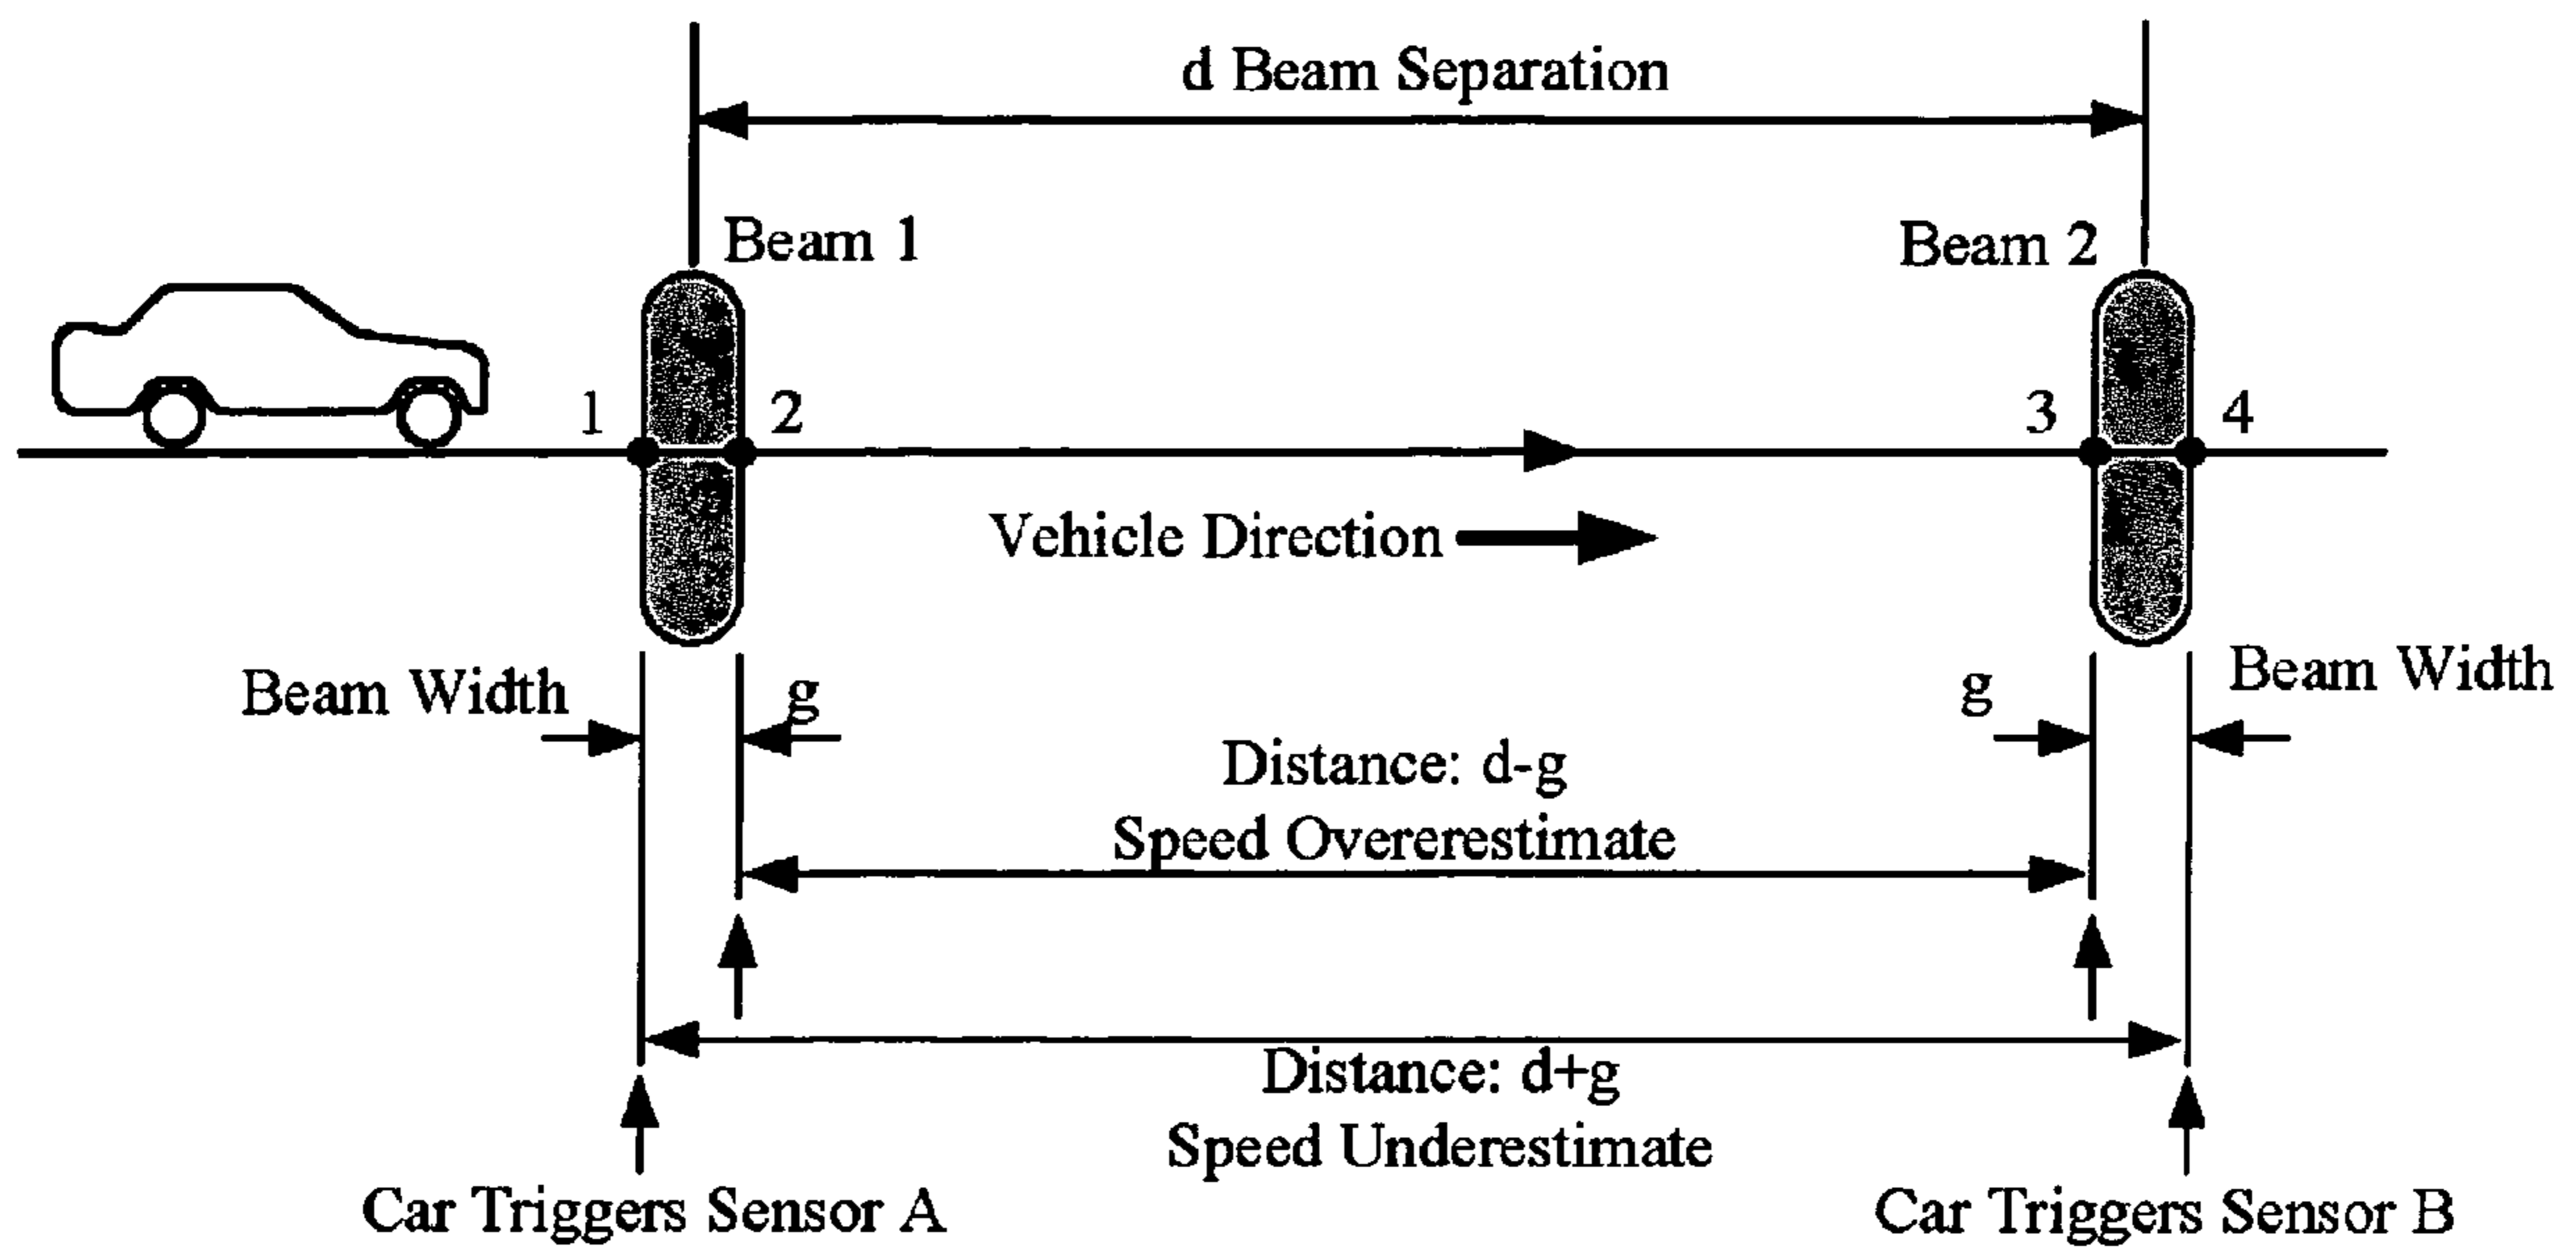 d Beam Separation
Beam 1
Beam 2
1
2
3
4
Vehicle Direction
Beam Width
g
g
Beam Width
Distance: d-g
Speed Overerestimate
Distance: d+g
Speed Underestimate
Car Triggers Sensor A
Car Triggers Sensor B